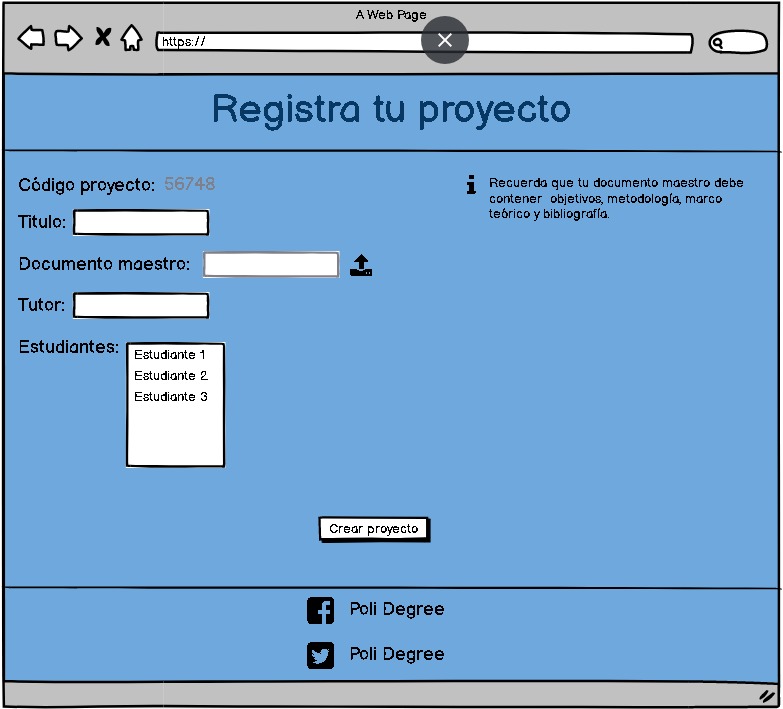 A Web Page
https://
Registra tu proyecto
Código proyecto: 56748
Recuerda que tu documento maestro debe
contener objetivos, metodología, marco
teórico y bibliografía.
Titulo:
Documento maestro:
Tutor:
Estudiantes:
Estudiante 1
Estudiante 2
Estudiante 3
Crear proyecto
Poli Degree
Poli Degree